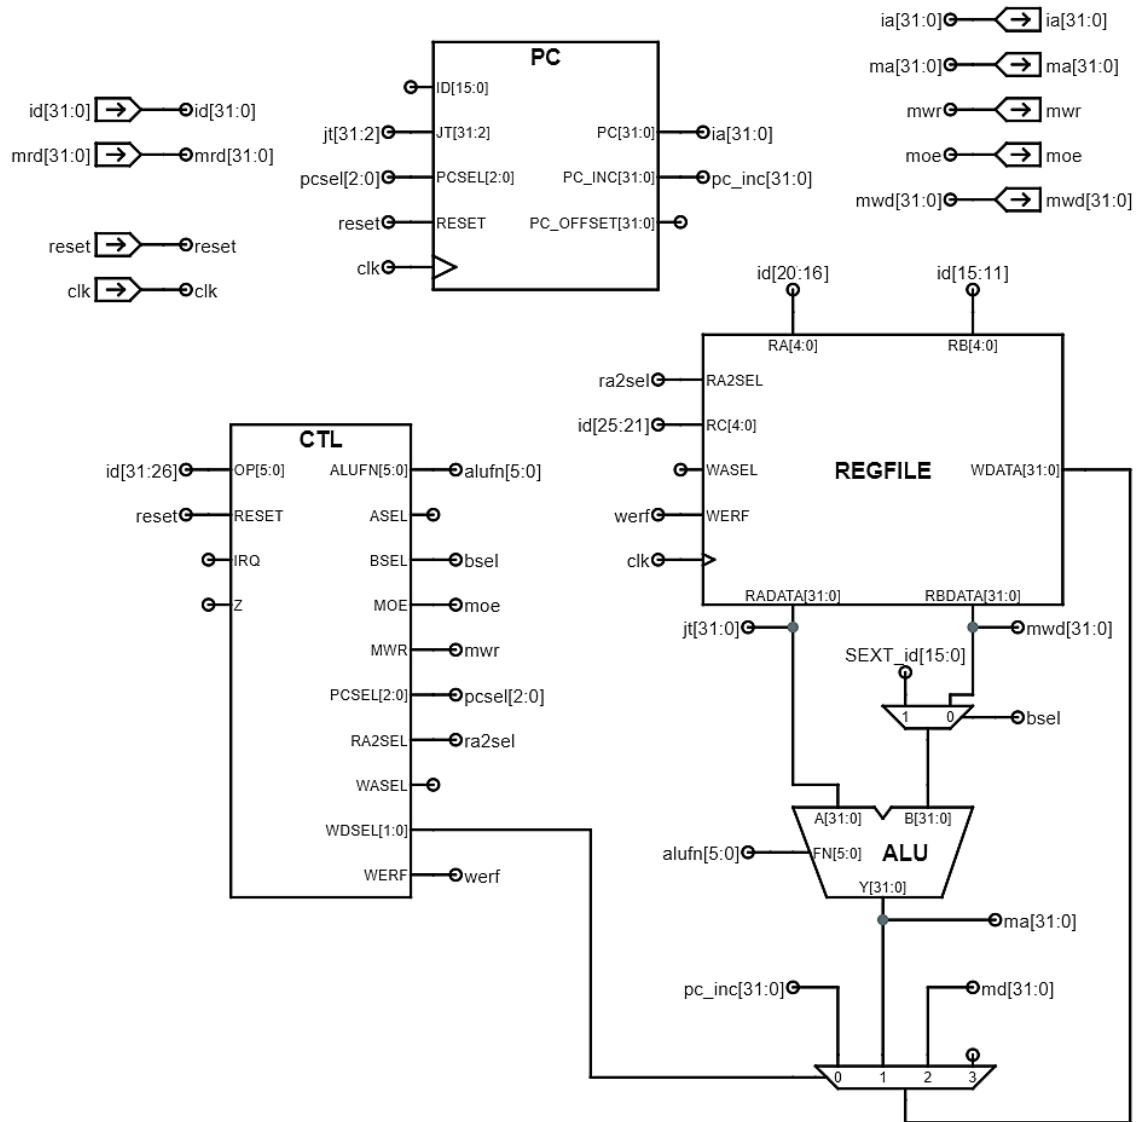 ia[31:0] ia[31:0]
PC
ma[31:0] ma[31:0]
ID[15:0]
id[31:0] id[31:0]
mwr mwr
jt[31:2] JT[31:2] PC[31:0] ia[31:0]
mrd[31:0] mrd[31:0]
moe moe
pcsel[2:0] PCSEL[2:0] PC_INC[31:0] pc_inc[31:0]
mwd[31:0] mwd[31:0]
reset RESET PC_OFFSET[31:0]
reset reset
clk
clk clk
id[20:16] id[15:11]
RA[4:0] RB[4:0]
ra2sel RA2SEL
id[25:21] RC[4:0]
WASEL REGFILE WDATA[31:0]
werf WERF
clk
RADATA[31:0] RBDATA[31:0]
jt[31:0] mwd[31:0]
CTL
id[31:26] OP[5:0] ALUFN[5:0] alufn[5:0]
reset RESET ASEL
IRQ BSEL bsel
Z MOE moe
MWR mwr
PCSEL[2:0] pcsel[2:0]
RA2SEL ra2sel
WASEL
WDSEL[1:0]
WERF werf
SEXT_id[15:0]
1 0 bsel
A[31:0] B[31:0]
alufn[5:0] FN[5:0] ALU
Y[31:0]
ma[31:0]
pc_inc[31:0] md[31:0]
0 1 2 3